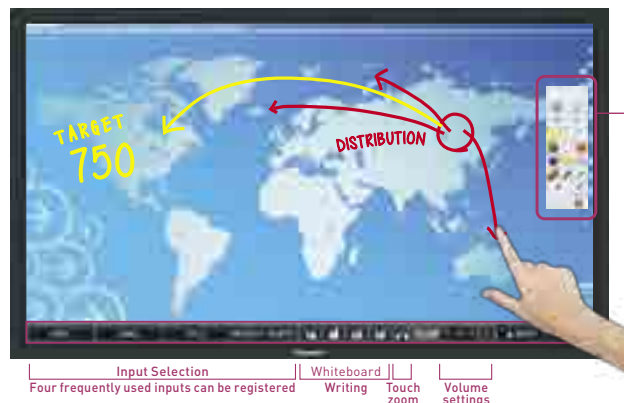 TARGET
750
DISTRIBUTION
Input Selection
Whiteboard
Four frequently used inputs can be registered
Writing
Touch
zoom
Volume
settings